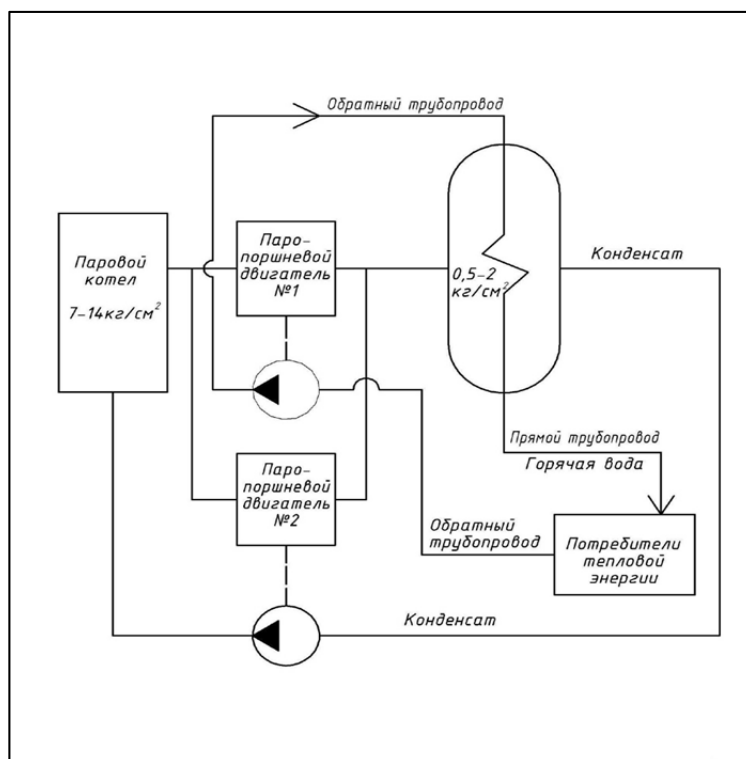 Обратный трубопровод
Паровой
котел
7-14кг/см²
Паро-
поршневой
двигатель
№1
0,5-2
кг/см²
Конденсат
Прямой трубопровод
Горячая вода
Паро-
поршневой
двигатель
№2
Обратный
трубопровод
Потребители
тепловой
энергии
Конденсат